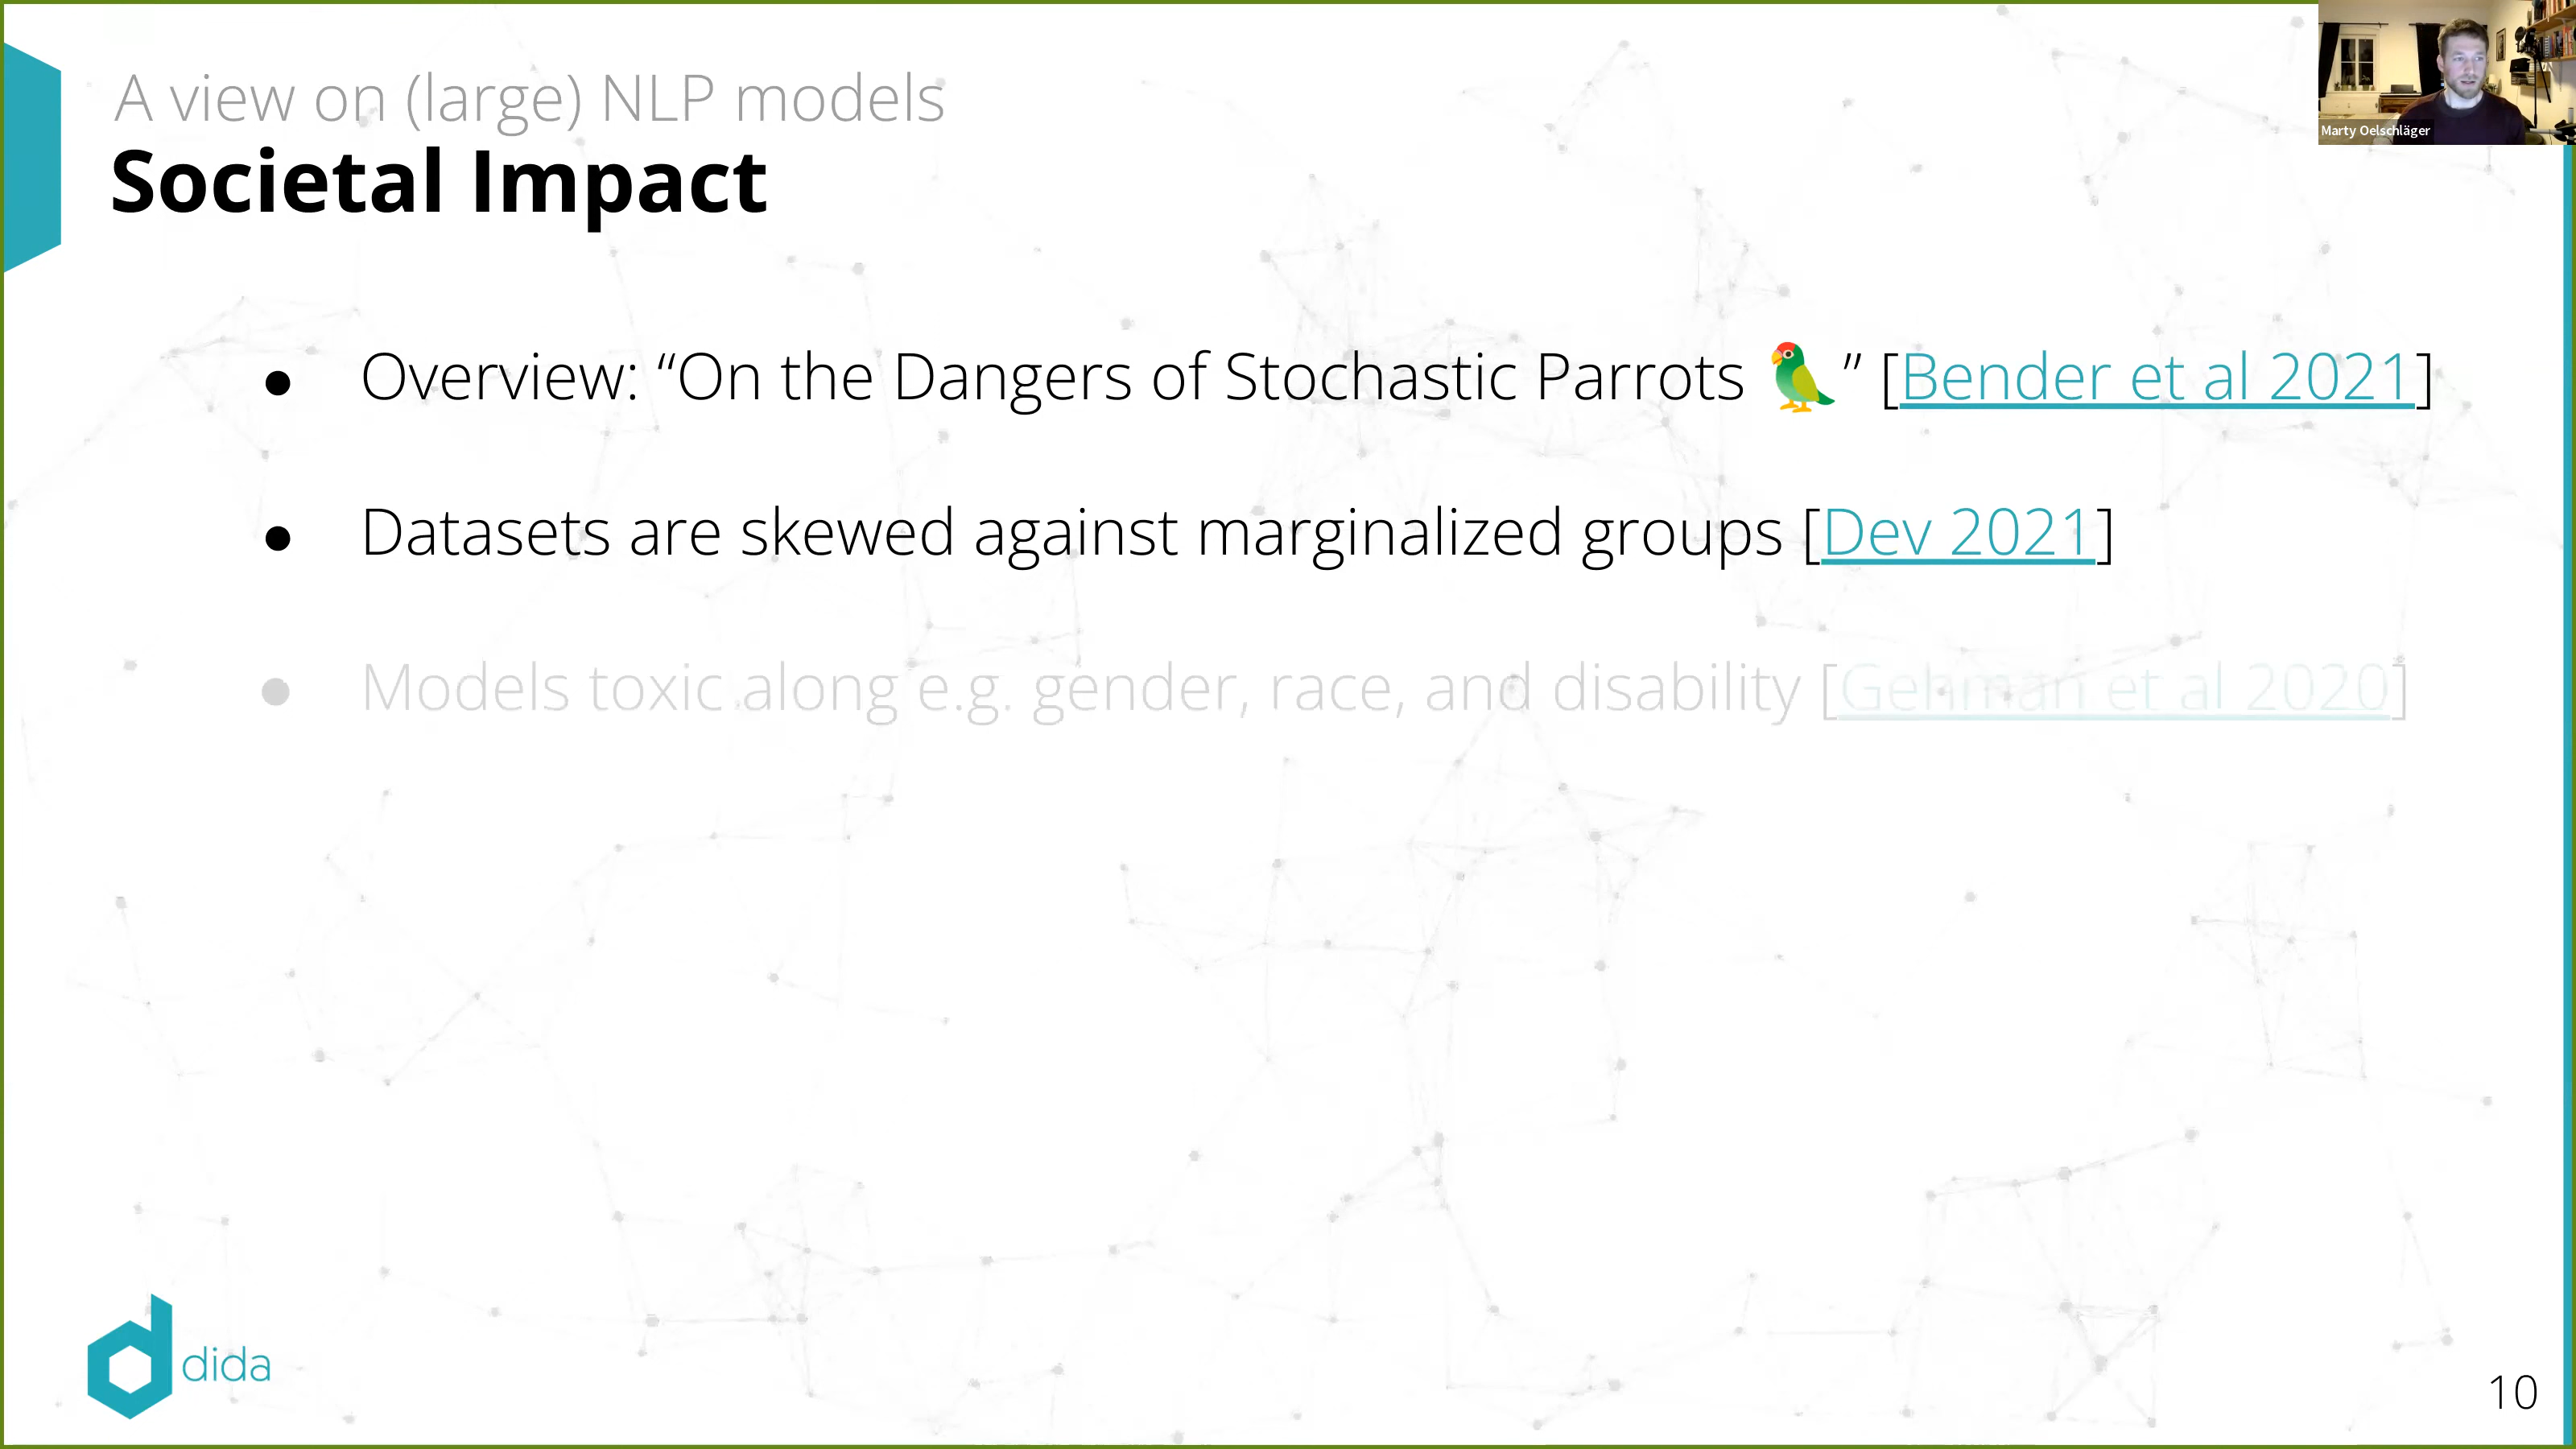 A view on (large) NLP models
Societal Impact
Marty Oelschläger
● Overview: “On the Dangers of Stochastic Parrots 🦜” [Bender et al 2021]
● Datasets are skewed against marginalized groups [Dev 2021]
● Models toxic along e.g. gender, race, and disability [Gehman et al 2020]
dida
10